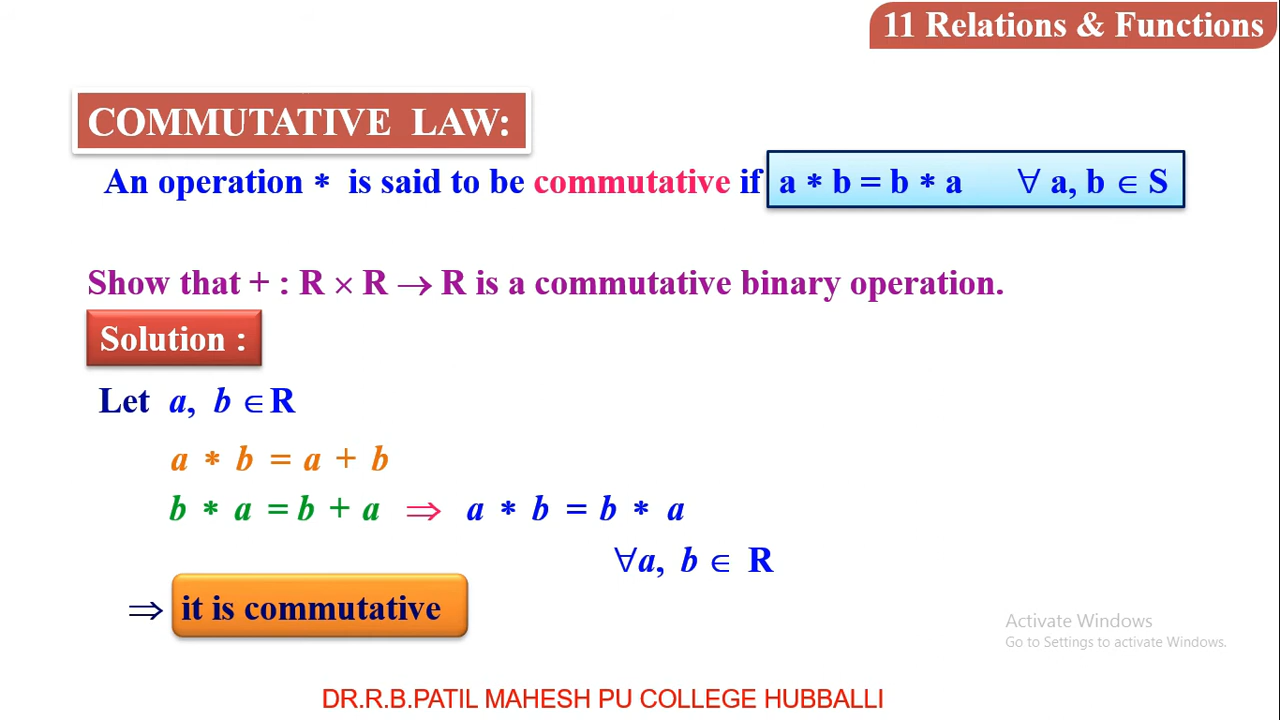 11 Relations & Functions
COMMUTATIVE LAW:
An operation * is said to be commutative if a * b = b * a ∀ a, b ∈ S
Show that + : R × R → R is a commutative binary operation.
Solution :
Let a, b ∈ R
a * b = a + b
b * a = b + a ⇒ a * b = b * a
∀a, b ∈ R
⇒ it is commutative
Activate Windows
Go to Settings to activate Windows.
DR.R.B.PATIL MAHESH PU COLLEGE HUBBALLI